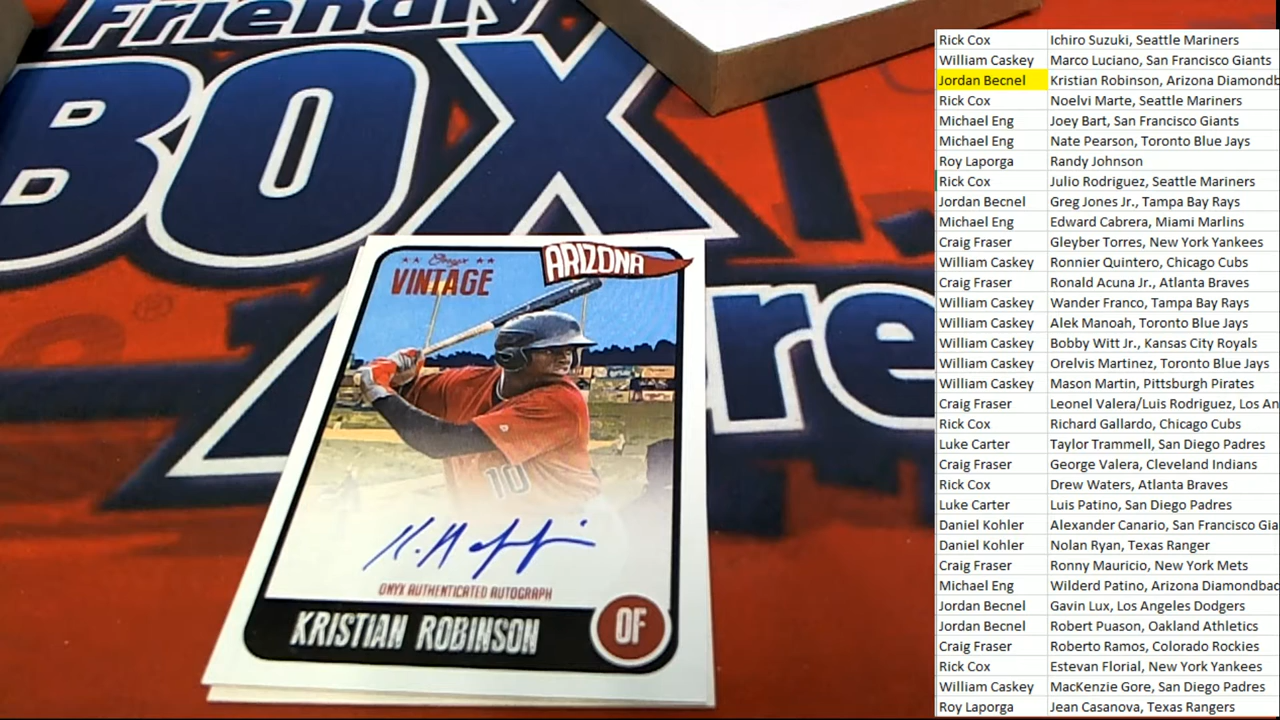 Friendly
BOX
Bre
ARIZONA
Onyx
VINTAGE
10
ONYX AUTHENTICATED AUTOGRAPH
KRISTIAN ROBINSON
OF
Rick Cox Ichiro Suzuki, Seattle Mariners
William Caskey Marco Luciano, San Francisco Giants
Jordan Becnel Kristian Robinson, Arizona Diamondb
Rick Cox Noelvi Marte, Seattle Mariners
Michael Eng Joey Bart, San Francisco Giants
Michael Eng Nate Pearson, Toronto Blue Jays
Roy Laporga Randy Johnson
Rick Cox Julio Rodriguez, Seattle Mariners
Jordan Becnel Greg Jones Jr., Tampa Bay Rays
Michael Eng Edward Cabrera, Miami Marlins
Craig Fraser Gleyber Torres, New York Yankees
William Caskey Ronnier Quintero, Chicago Cubs
Craig Fraser Ronald Acuna Jr., Atlanta Braves
William Caskey Wander Franco, Tampa Bay Rays
William Caskey Alek Manoah, Toronto Blue Jays
William Caskey Bobby Witt Jr., Kansas City Royals
William Caskey Orelvis Martinez, Toronto Blue Jays
William Caskey Mason Martin, Pittsburgh Pirates
Craig Fraser Leonel Valera/Luis Rodriguez, Los An
Rick Cox Richard Gallardo, Chicago Cubs
Luke Carter Taylor Trammell, San Diego Padres
Craig Fraser George Valera, Cleveland Indians
Rick Cox Drew Waters, Atlanta Braves
Luke Carter Luis Patino, San Diego Padres
Daniel Kohler Alexander Canario, San Francisco Gia
Daniel Kohler Nolan Ryan, Texas Ranger
Craig Fraser Ronny Mauricio, New York Mets
Michael Eng Wilderd Patino, Arizona Diamondbac
Jordan Becnel Gavin Lux, Los Angeles Dodgers
Jordan Becnel Robert Puason, Oakland Athletics
Craig Fraser Roberto Ramos, Colorado Rockies
Rick Cox Estevan Florial, New York Yankees
William Caskey MacKenzie Gore, San Diego Padres
Roy Laporga Jean Casanova, Texas Rangers